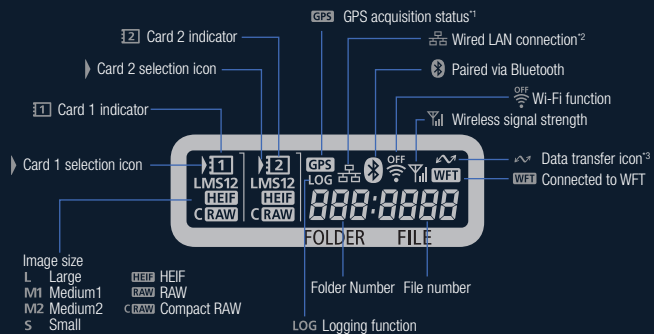 GPS GPS acquisition status*1
2 Card 2 indicator
Wired LAN connection*2
Card 2 selection icon
Paired via Bluetooth
1 Card 1 indicator
OFF Wi-Fi function
Wireless signal strength
Card 1 selection icon
Data transfer icon*3
WFT Connected to WFT
1 2 GPS OFF
LMS12 LMS12 LOG WFT
HEIF HEIF
C RAW C RAW 888:8888
FOLDER FILE
Image size
L Large HEIF HEIF
M1 Medium1 RAW RAW
M2 Medium2 CRAW Compact RAW
S Small
Folder Number File number
LOG Logging function